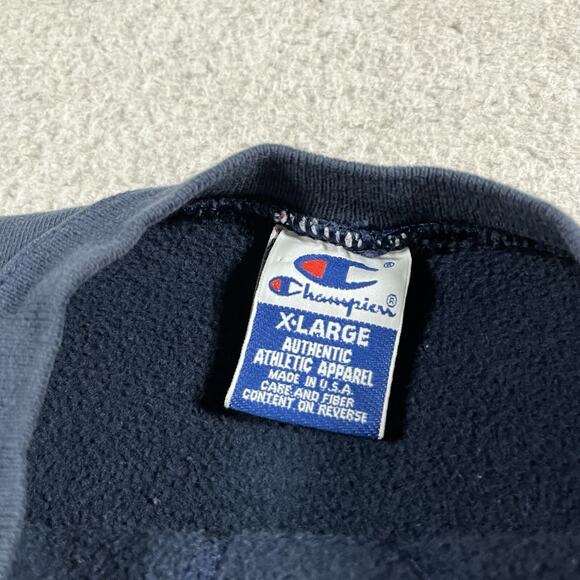 ®
Champion ®
X-LARGE
AUTHENTIC
ATHLETIC APPAREL
MADE IN U.S.A.
CARE AND FIBER
CONTENT ON REVERSE